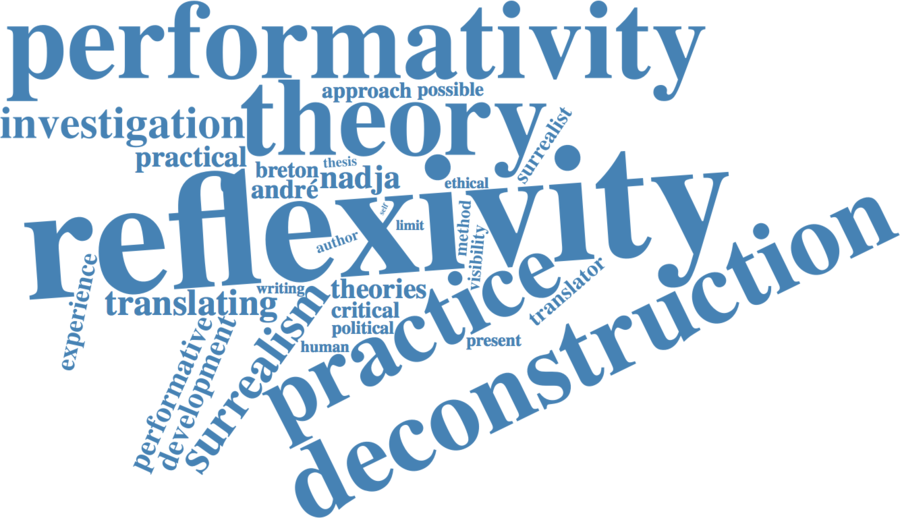 performativity
approach possible
theory
investigation
surrealist
practical
thesis
breton
nadja
andré
ethical
reflexivity
self
limit
author
method
visibility
experience
writing
theories
translating
practice
translator
critical
political
present
human
surrealism
performative
development
deconstruction